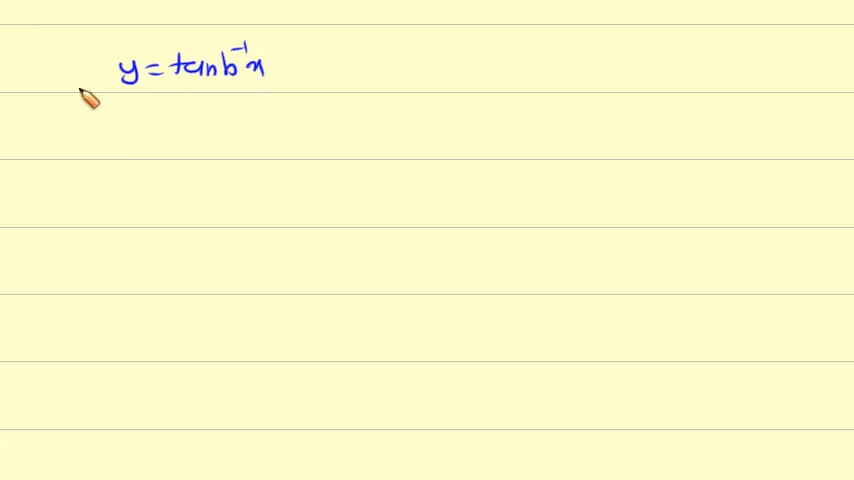 y = tanh⁻¹x